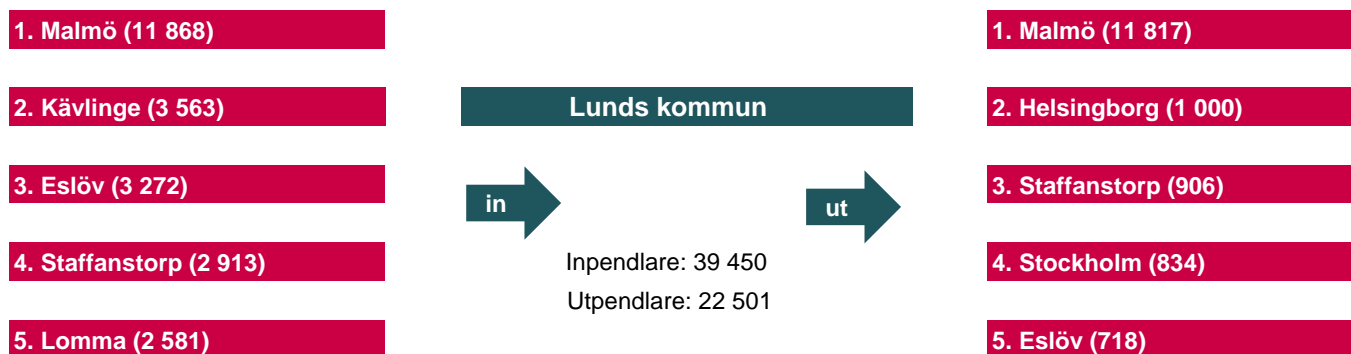 1. Malmö (11 868)
2. Kävlinge (3 563)
3. Eslöv (3 272)
4. Staffanstorp (2 913)
5. Lomma (2 581)
Lunds kommun
in
ut
Inpendlare: 39 450
Utpendlare: 22 501
1. Malmö (11 817)
2. Helsingborg (1 000)
3. Staffanstorp (906)
4. Stockholm (834)
5. Eslöv (718)